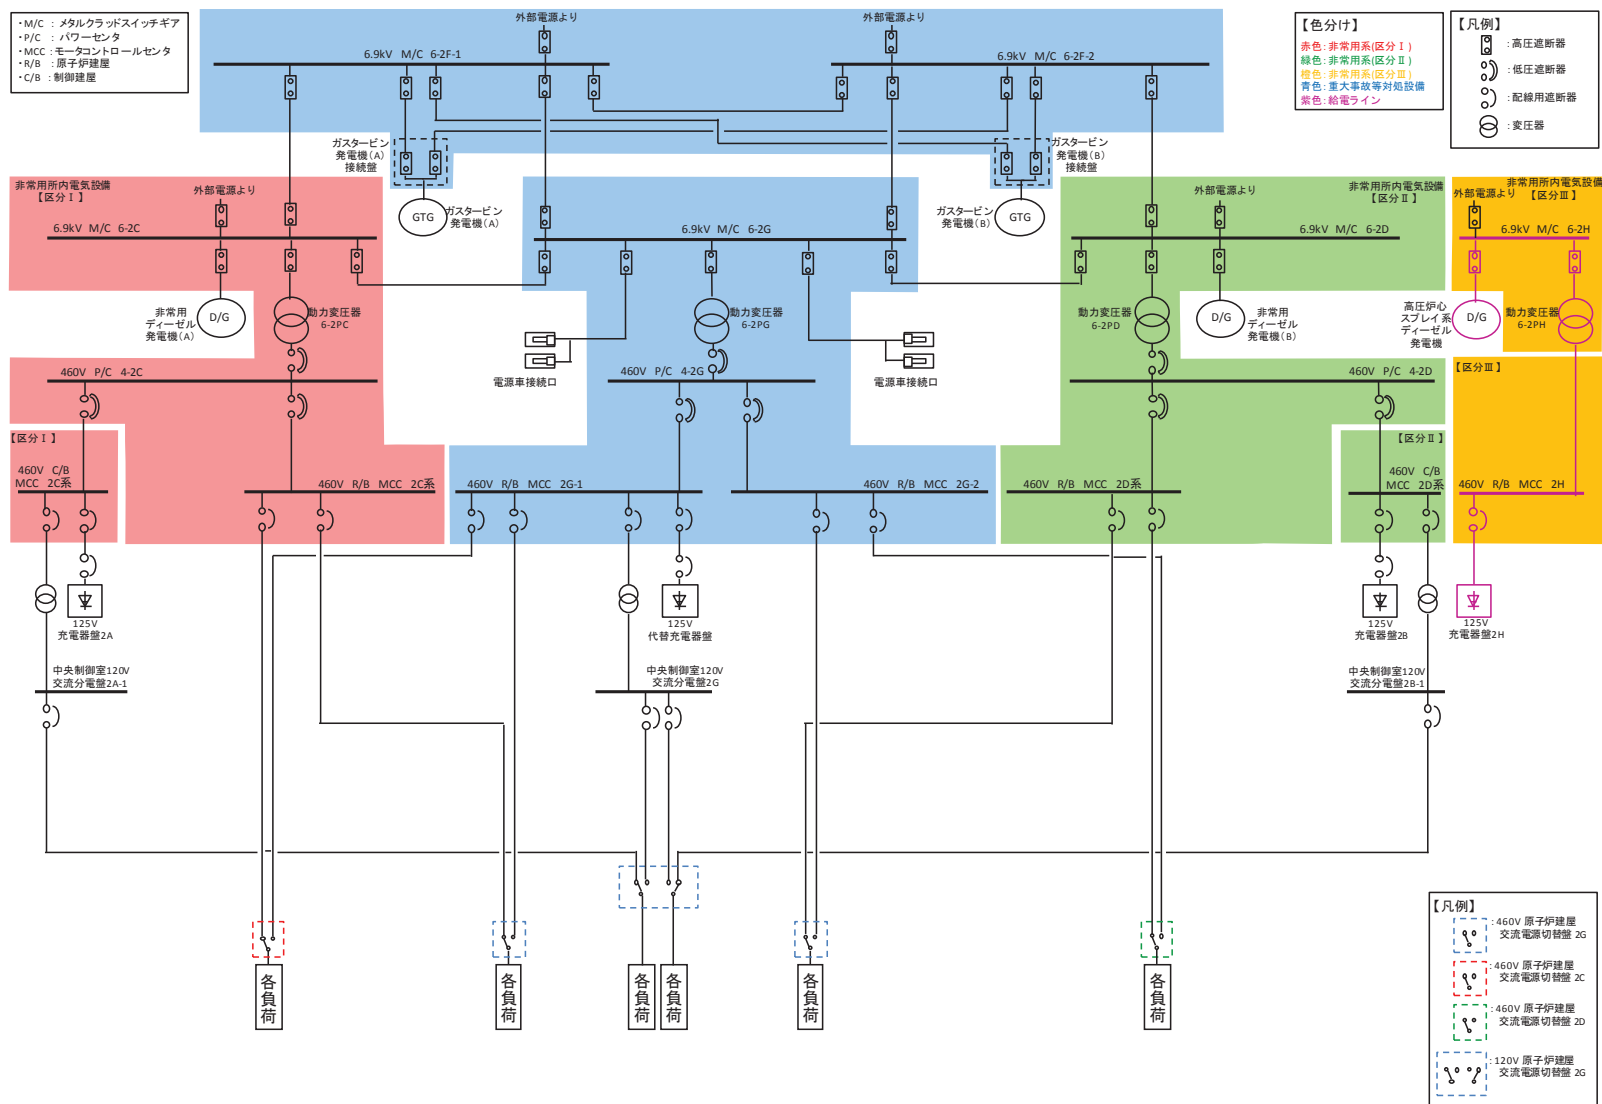 ・M/C ：メタルクラッドスイッチギア
・P/C ：パワーセンタ
・MCC：モータコントロールセンタ
・R/B ：原子炉建屋
・C/B ：制御建屋
外部電源より
外部電源より
6.9kV M/C 6-2F-1
6.9kV M/C 6-2F-2
【色分け】
赤色：非常用系(区分Ⅰ)
緑色：非常用系(区分Ⅱ)
橙色：非常用系(区分Ⅲ)
青色：重大事故等対処設備
紫色：給電ライン
【凡例】
：高圧遮断器
：低圧遮断器
：配線用遮断器
：変圧器
ガスタービン
発電機(A)
接続盤
ガスタービン
発電機(B)
接続盤
GTG
ガスタービン
発電機(A)
ガスタービン
発電機(B)
GTG
非常用所内電気設備
【区分Ⅰ】
外部電源より
6.9kV M/C 6-2C
6.9kV M/C 6-2G
外部電源より
非常用所内電気設備
【区分Ⅱ】
6.9kV M/C 6-2D
非常用所内電気設備
【区分Ⅲ】
外部電源より
6.9kV M/C 6-2H
非常用
ディーゼル
発電機(A)
D/G
動力変圧器
6-2PC
動力変圧器
6-2PG
動力変圧器
6-2PD
D/G
非常用
ディーゼル
発電機(B)
高圧炉心
スプレイ系
ディーゼル
発電機
D/G
動力変圧器
6-2PH
電源車接続口
電源車接続口
460V P/C 4-2C
460V P/C 4-2G
460V P/C 4-2D
【区分Ⅲ】
【区分Ⅰ】
【区分Ⅱ】
460V C/B
MCC 2C系
460V R/B MCC 2C系
460V R/B MCC 2G-1
460V R/B MCC 2G-2
460V R/B MCC 2D系
460V C/B
MCC 2D系
460V R/B MCC 2H
125V
充電器盤2A
125V
代替充電器盤
125V
充電器盤2B
125V
充電器盤2H
中央制御室120V
交流分電盤2A-1
中央制御室120V
交流分電盤2G
中央制御室120V
交流分電盤2B-1
各負荷
各負荷
各負荷
各負荷
各負荷
各負荷
【凡例】
：460V 原子炉建屋
交流電源切替盤 2G
：460V 原子炉建屋
交流電源切替盤 2C
：460V 原子炉建屋
交流電源切替盤 2D
：120V 原子炉建屋
交流電源切替盤 2G